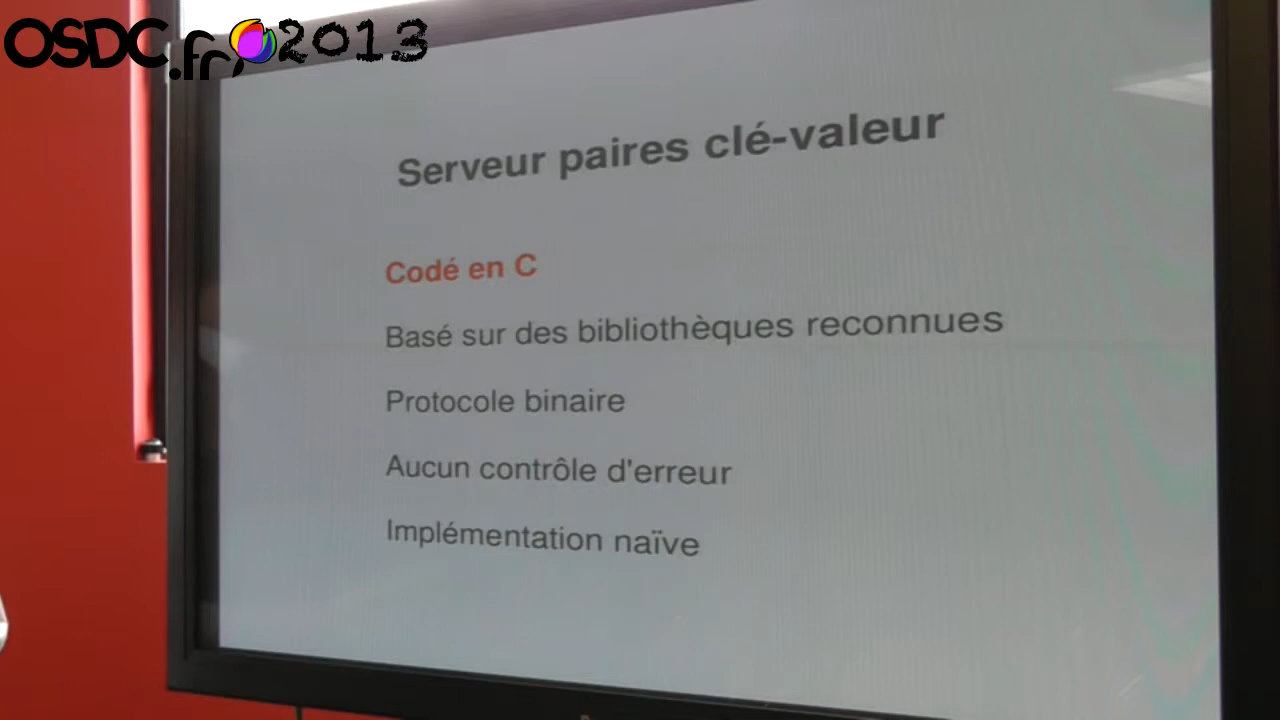 OSDC.fr 2013
Serveur paires clé-valeur
Codé en C
Basé sur des bibliothèques reconnues
Protocole binaire
Aucun contrôle d'erreur
Implémentation naïve